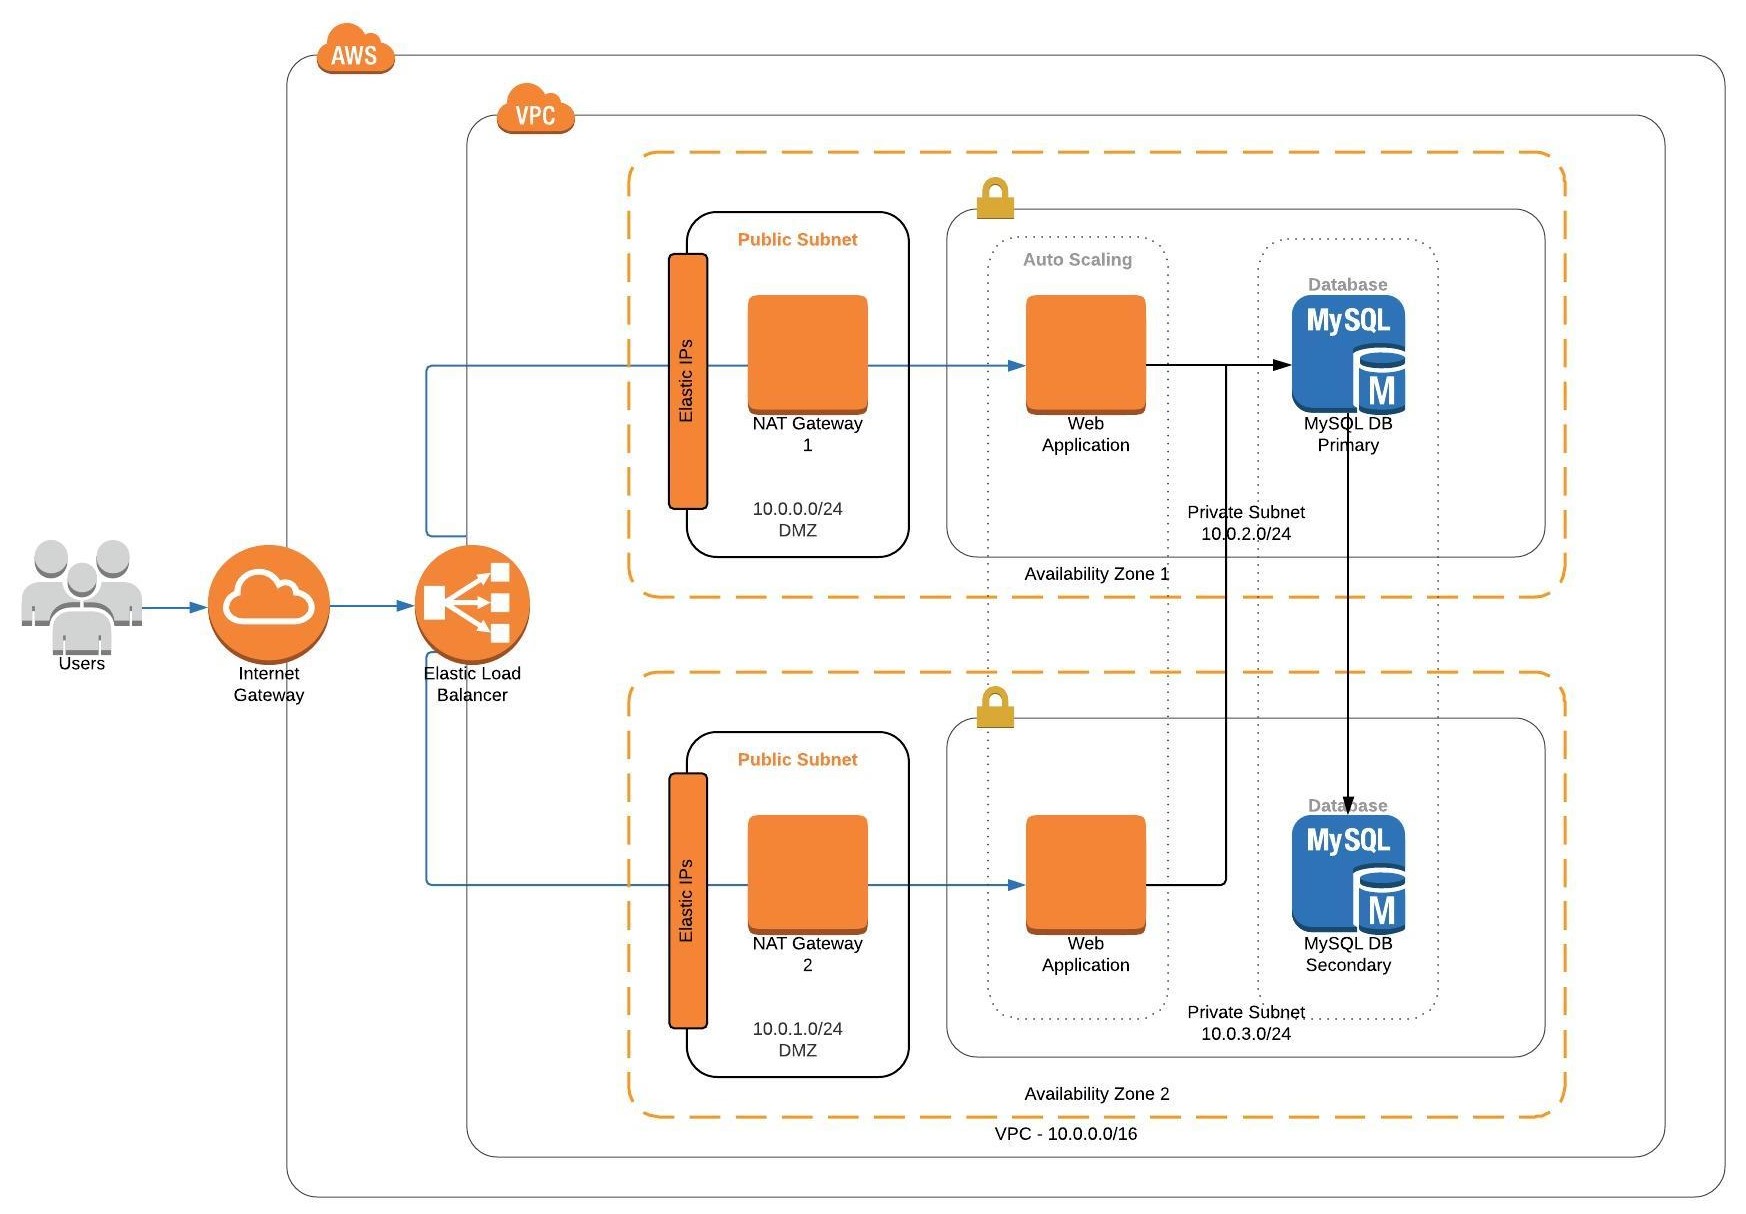 AWS
VPC
Public Subnet
Auto Scaling
Database
MySQL
Elastic IPs
M
NAT Gateway
1
Web
Application
MySQL DB
Primary
10.0.0.0/24
DMZ
Private Subnet
10.0.2.0/24
Availability Zone 1
Users
Internet
Gateway
Elastic Load
Balancer
Public Subnet
Database
MySQL
Elastic IPs
M
NAT Gateway
2
Web
Application
MySQL DB
Secondary
10.0.1.0/24
DMZ
Private Subnet
10.0.3.0/24
Availability Zone 2
VPC - 10.0.0.0/16